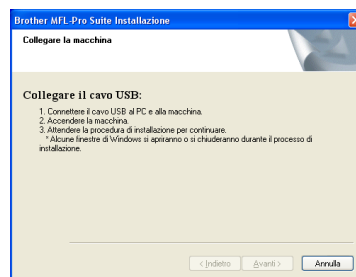 Brother MFL-Pro Suite Installazione
Collegare la macchina
Collegare il cavo USB:
1. Connettere il cavo USB al PC e alla macchina.
2. Accendere la macchina.
3. Attendere la procedura di installazione per continuare.
* Alcune finestre di Windows si apriranno o si chiuderanno durante il processo di
installazione.
< Indietro
Avanti >
Annulla